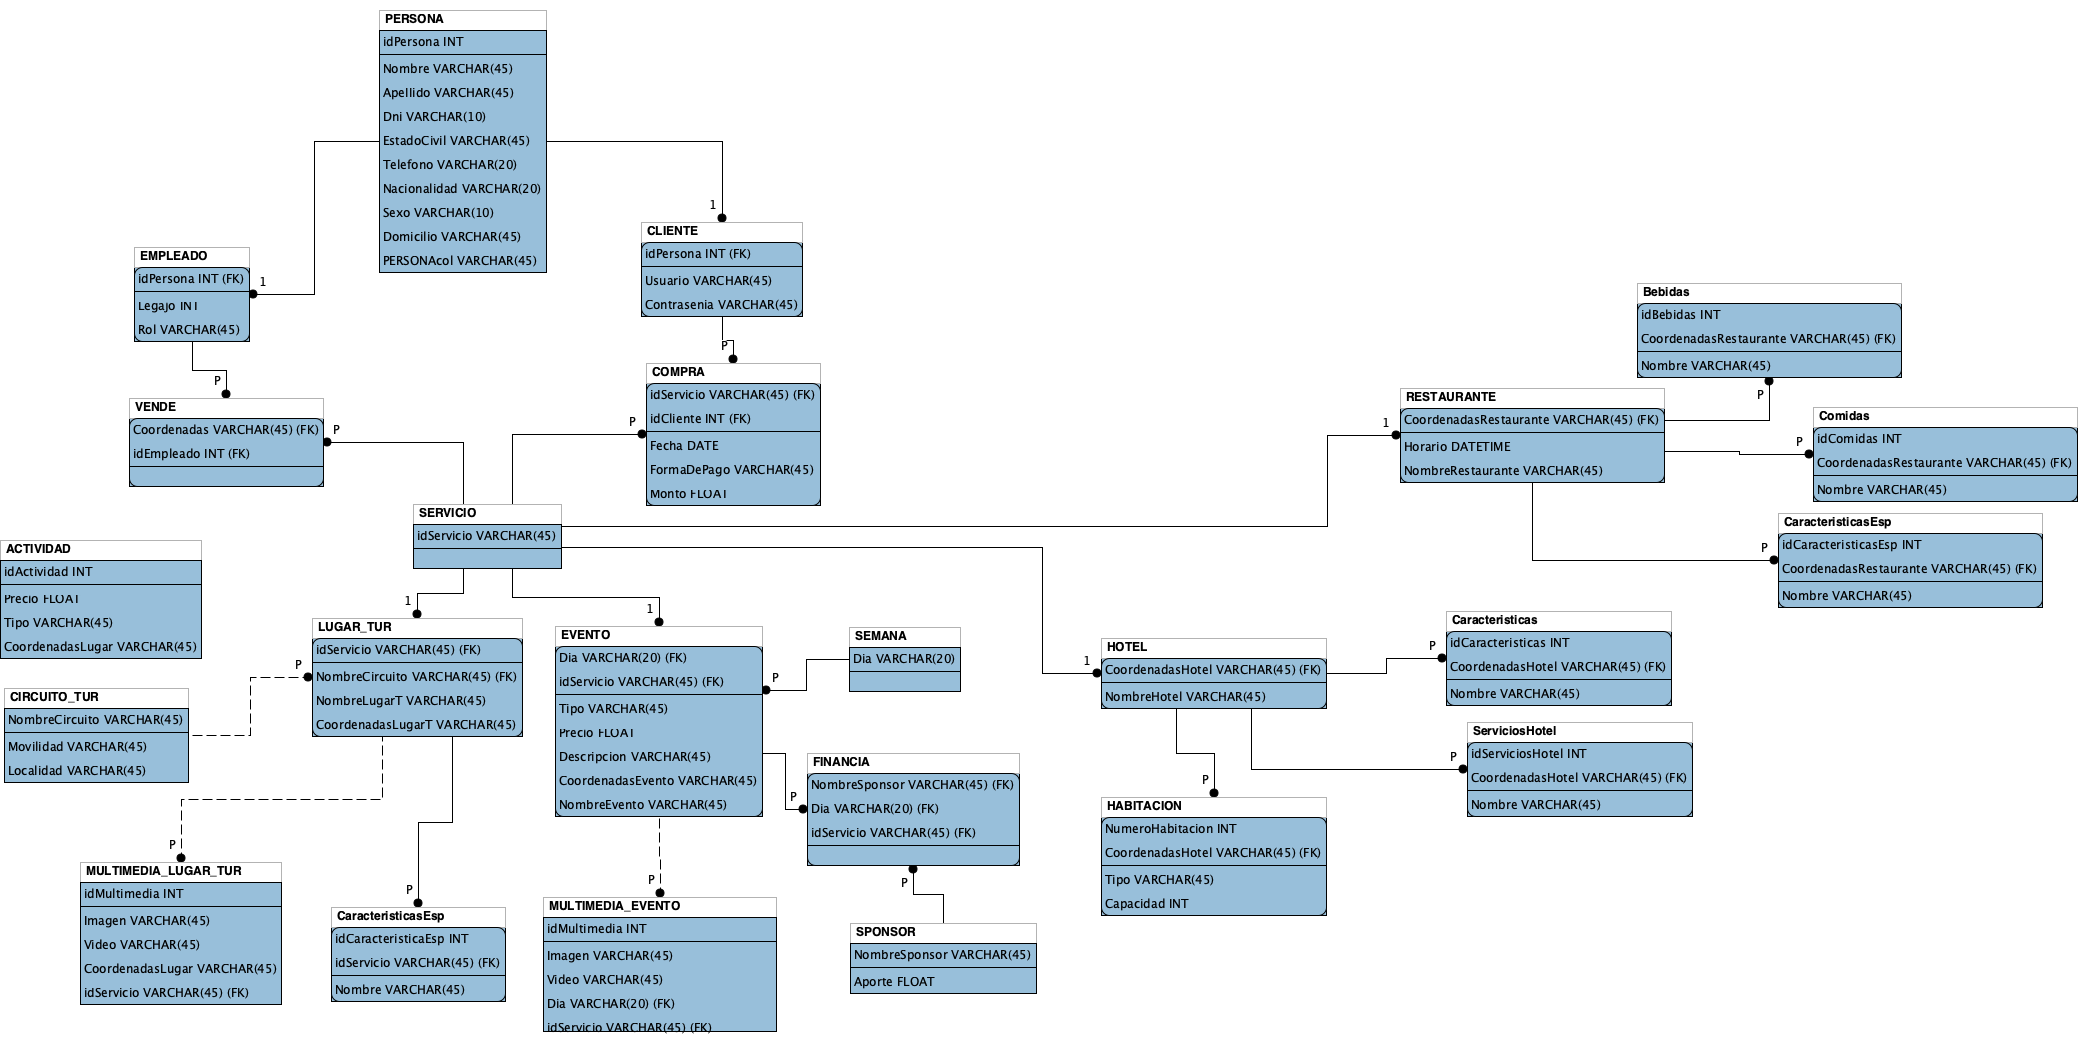 PERSONA
idPersona INT
Nombre VARCHAR(45)
Apellido VARCHAR(45)
Dni VARCHAR(10)
EstadoCivil VARCHAR(45)
Telefono VARCHAR(20)
Nacionalidad VARCHAR(20)
Sexo VARCHAR(10)
Domicilio VARCHAR(45)
PERSONAcol VARCHAR(45)
1
1
EMPLEADO
idPersona INT (FK)
Legajo INT
Rol VARCHAR(45)
P
CLIENTE
idPersona INT (FK)
Usuario VARCHAR(45)
Contrasenia VARCHAR(45)
P
VENDE
Coordenadas VARCHAR(45) (FK)
idEmpleado INT (FK)
P
COMPRA
idServicio VARCHAR(45) (FK)
idCliente INT (FK)
Fecha DATE
FormaDePago VARCHAR(45)
Monto FLOAT
P
SERVICIO
idServicio VARCHAR(45)
1
1
1
1
RESTAURANTE
CoordenadasRestaurante VARCHAR(45) (FK)
Horario DATETIME
NombreRestaurante VARCHAR(45)
P
P
P
Bebidas
idBebidas INT
CoordenadasRestaurante VARCHAR(45) (FK)
Nombre VARCHAR(45)
Comidas
idComidas INT
CoordenadasRestaurante VARCHAR(45) (FK)
Nombre VARCHAR(45)
CaracteristicasEsp
idCaracteristicasEsp INT
CoordenadasRestaurante VARCHAR(45) (FK)
Nombre VARCHAR(45)
ACTIVIDAD
idActividad INT
Precio FLOAT
Tipo VARCHAR(45)
CoordenadasLugar VARCHAR(45)
CIRCUITO_TUR
NombreCircuito VARCHAR(45)
Movilidad VARCHAR(45)
Localidad VARCHAR(45)
P
LUGAR_TUR
idServicio VARCHAR(45) (FK)
NombreCircuito VARCHAR(45) (FK)
NombreLugarT VARCHAR(45)
CoordenadasLugarT VARCHAR(45)
P
P
EVENTO
Dia VARCHAR(20) (FK)
idServicio VARCHAR(45) (FK)
Tipo VARCHAR(45)
Precio FLOAT
Descripcion VARCHAR(45)
CoordenadasEvento VARCHAR(45)
NombreEvento VARCHAR(45)
P
P
P
SEMANA
Dia VARCHAR(20)
FINANCIA
NombreSponsor VARCHAR(45) (FK)
Dia VARCHAR(20) (FK)
idServicio VARCHAR(45) (FK)
P
SPONSOR
NombreSponsor VARCHAR(45)
Aporte FLOAT
MULTIMEDIA_LUGAR_TUR
idMultimedia INT
Imagen VARCHAR(45)
Video VARCHAR(45)
CoordenadasLugar VARCHAR(45)
idServicio VARCHAR(45) (FK)
CaracteristicasEsp
idCaracteristicaEsp INT
idServicio VARCHAR(45) (FK)
Nombre VARCHAR(45)
MULTIMEDIA_EVENTO
idMultimedia INT
Imagen VARCHAR(45)
Video VARCHAR(45)
Dia VARCHAR(20) (FK)
idServicio VARCHAR(45) (FK)
HOTEL
CoordenadasHotel VARCHAR(45) (FK)
NombreHotel VARCHAR(45)
P
P
P
Caracteristicas
idCaracteristicas INT
CoordenadasHotel VARCHAR(45) (FK)
Nombre VARCHAR(45)
ServiciosHotel
idServiciosHotel INT
CoordenadasHotel VARCHAR(45) (FK)
Nombre VARCHAR(45)
HABITACION
NumeroHabitacion INT
CoordenadasHotel VARCHAR(45) (FK)
Tipo VARCHAR(45)
Capacidad INT